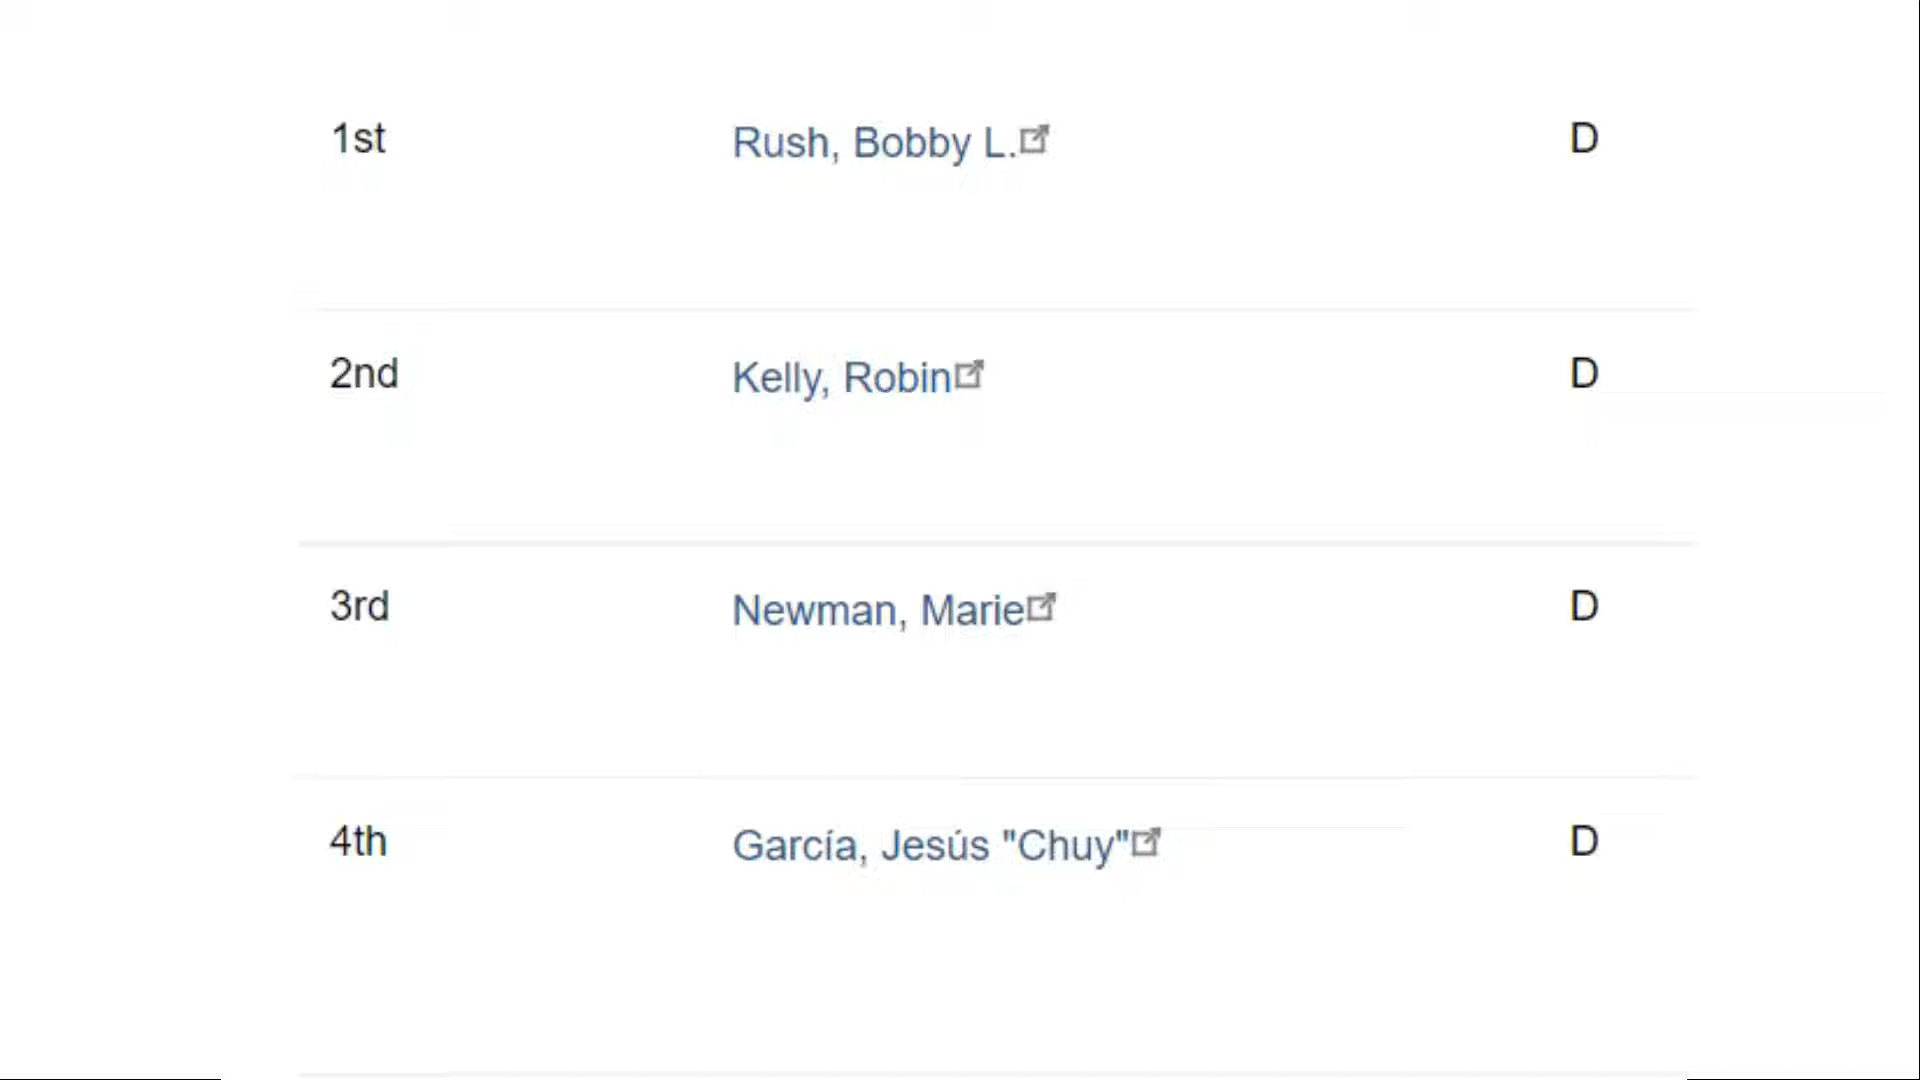 1st Rush, Bobby L. D
2nd Kelly, Robin D
3rd Newman, Marie D
4th García, Jesús "Chuy" D